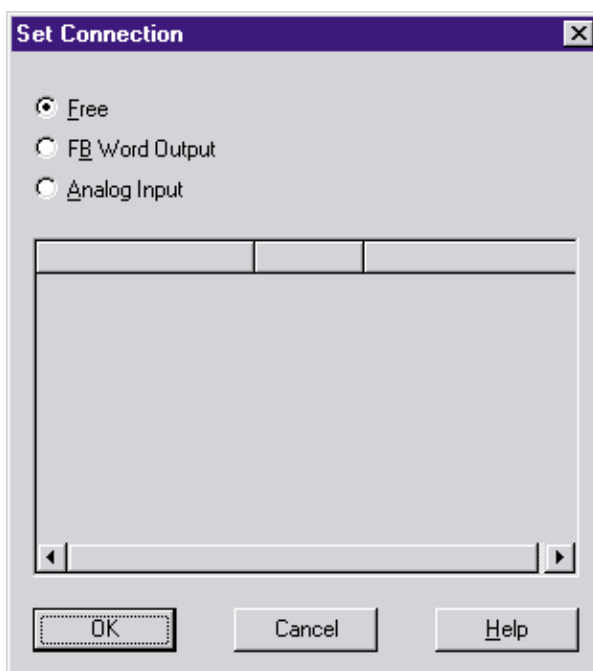 Set Connection
Free
FB Word Output
Analog Input
OK
Cancel
Help